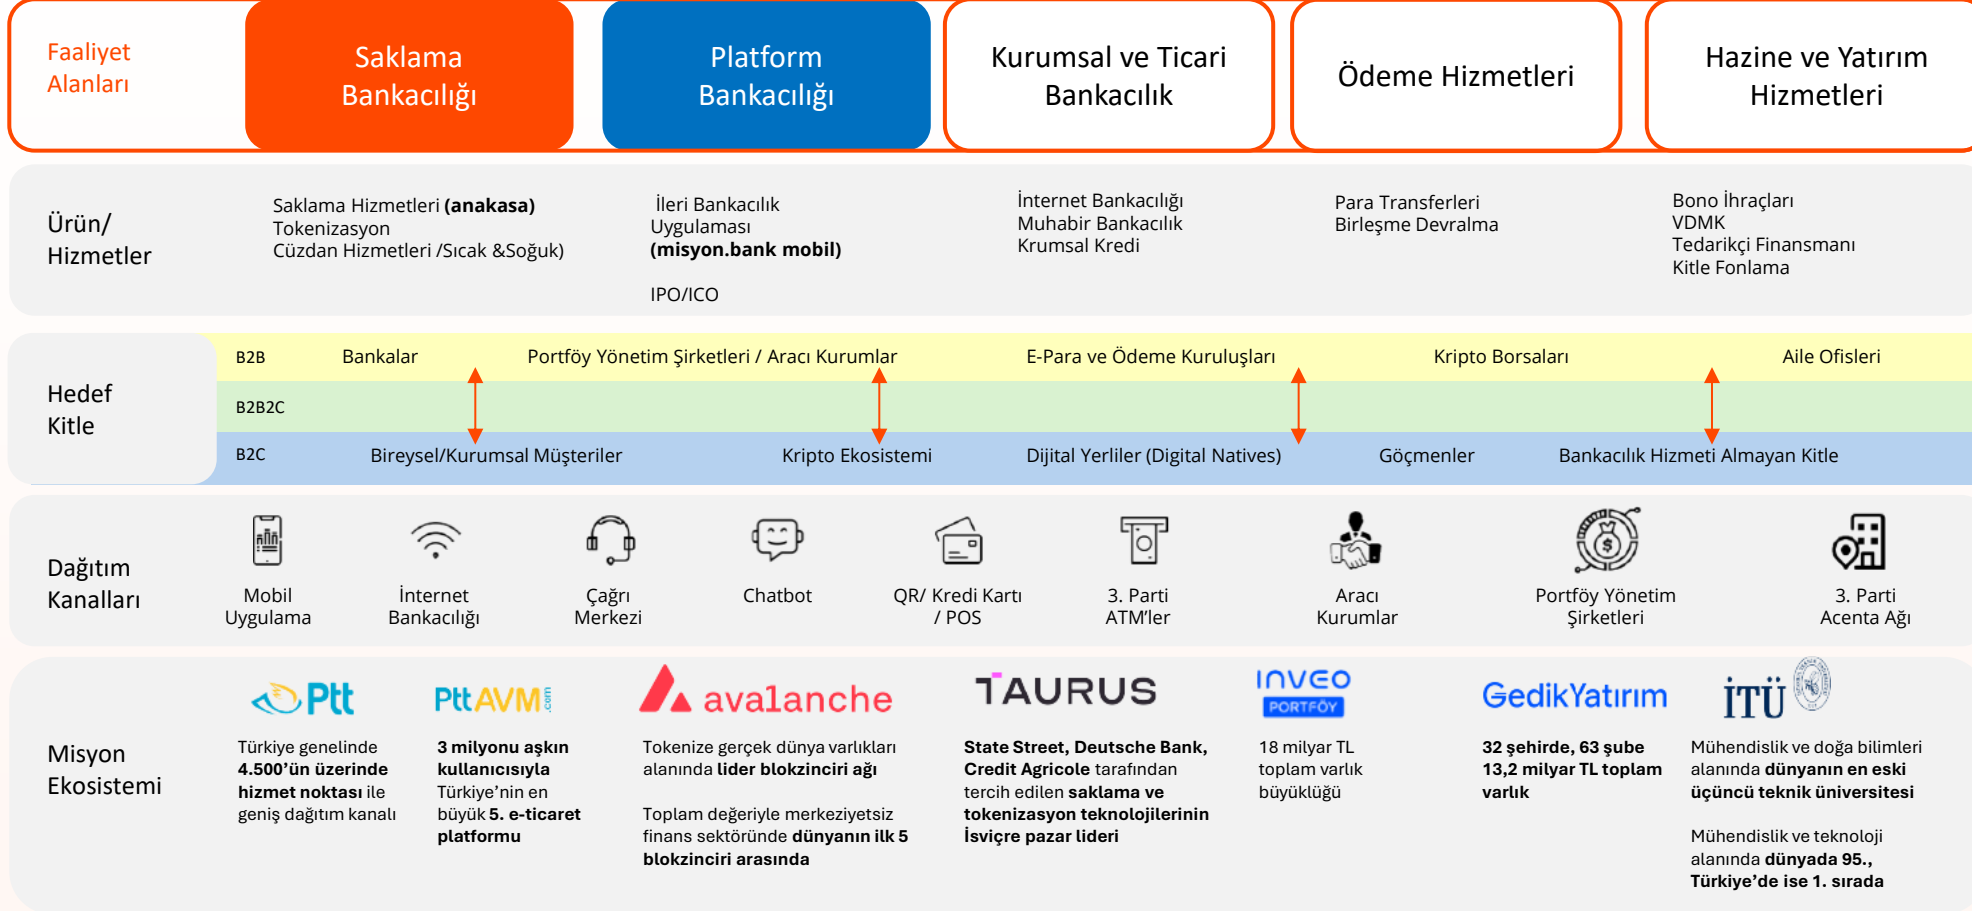 Faaliyet
Alanları
Saklama
Bankacılığı
Platform
Bankacılığı
Kurumsal ve Ticari
Bankacılık
Ödeme Hizmetleri
Hazine ve Yatırım
Hizmetleri
Ürün/
Hizmetler
Saklama Hizmetleri (anakasa)
Tokenizasyon
Cüzdan Hizmetleri /Sıcak &Soğuk)
İleri Bankacılık
Uygulaması
(misyon.bank mobil)
IPO/ICO
İnternet Bankacılığı
Muhabir Bankacılık
Krumsal Kredi
Para Transferleri
Birleşme Devralma
Bono İhraçları
VDMK
Tedarikçi Finansmanı
Kitle Fonlama
Hedef
Kitle
B2B Bankalar Portföy Yönetim Şirketleri / Aracı Kurumlar E-Para ve Ödeme Kuruluşları Kripto Borsaları Aile Ofisleri
B2B2C
B2C Bireysel/Kurumsal Müşteriler Kripto Ekosistemi Dijital Yerliler (Digital Natives) Göçmenler Bankacılık Hizmeti Almayan Kitle
Dağıtım
Kanalları
Mobil
Uygulama
İnternet
Bankacılığı
Çağrı
Merkezi
Chatbot
QR/ Kredi Kartı
/ POS
3. Parti
ATM'ler
Aracı
Kurumlar
Portföy Yönetim
Şirketleri
3. Parti
Acenta Ağı
Misyon
Ekosistemi
Ptt
Türkiye genelinde
4.500'ün üzerinde
hizmet noktası ile
geniş dağıtım kanalı
PttAVM.com
3 milyonu aşkın
kullanıcısıyla
Türkiye'nin en
büyük 5. e-ticaret
platformu
avalanche
Tokenize gerçek dünya varlıkları
alanında lider blokzinciri ağı
Toplam değeriyle merkeziyetsiz
finans sektöründe dünyanın ilk 5
blokzinciri arasında
TAURUS
State Street, Deutsche Bank,
Credit Agricole tarafından
tercih edilen saklama ve
tokenizasyon teknolojilerinin
İsviçre pazar lideri
INVEO
PORTFÖY
18 milyar TL
toplam varlık
büyüklüğü
GedikYatırım
32 şehirde, 63 şube
13,2 milyar TL toplam
varlık
İTÜ
Mühendislik ve doğa bilimleri
alanında dünyanın en eski
üçüncü teknik üniversitesi
Mühendislik ve teknoloji
alanında dünyada 95.,
Türkiye'de ise 1. sırada